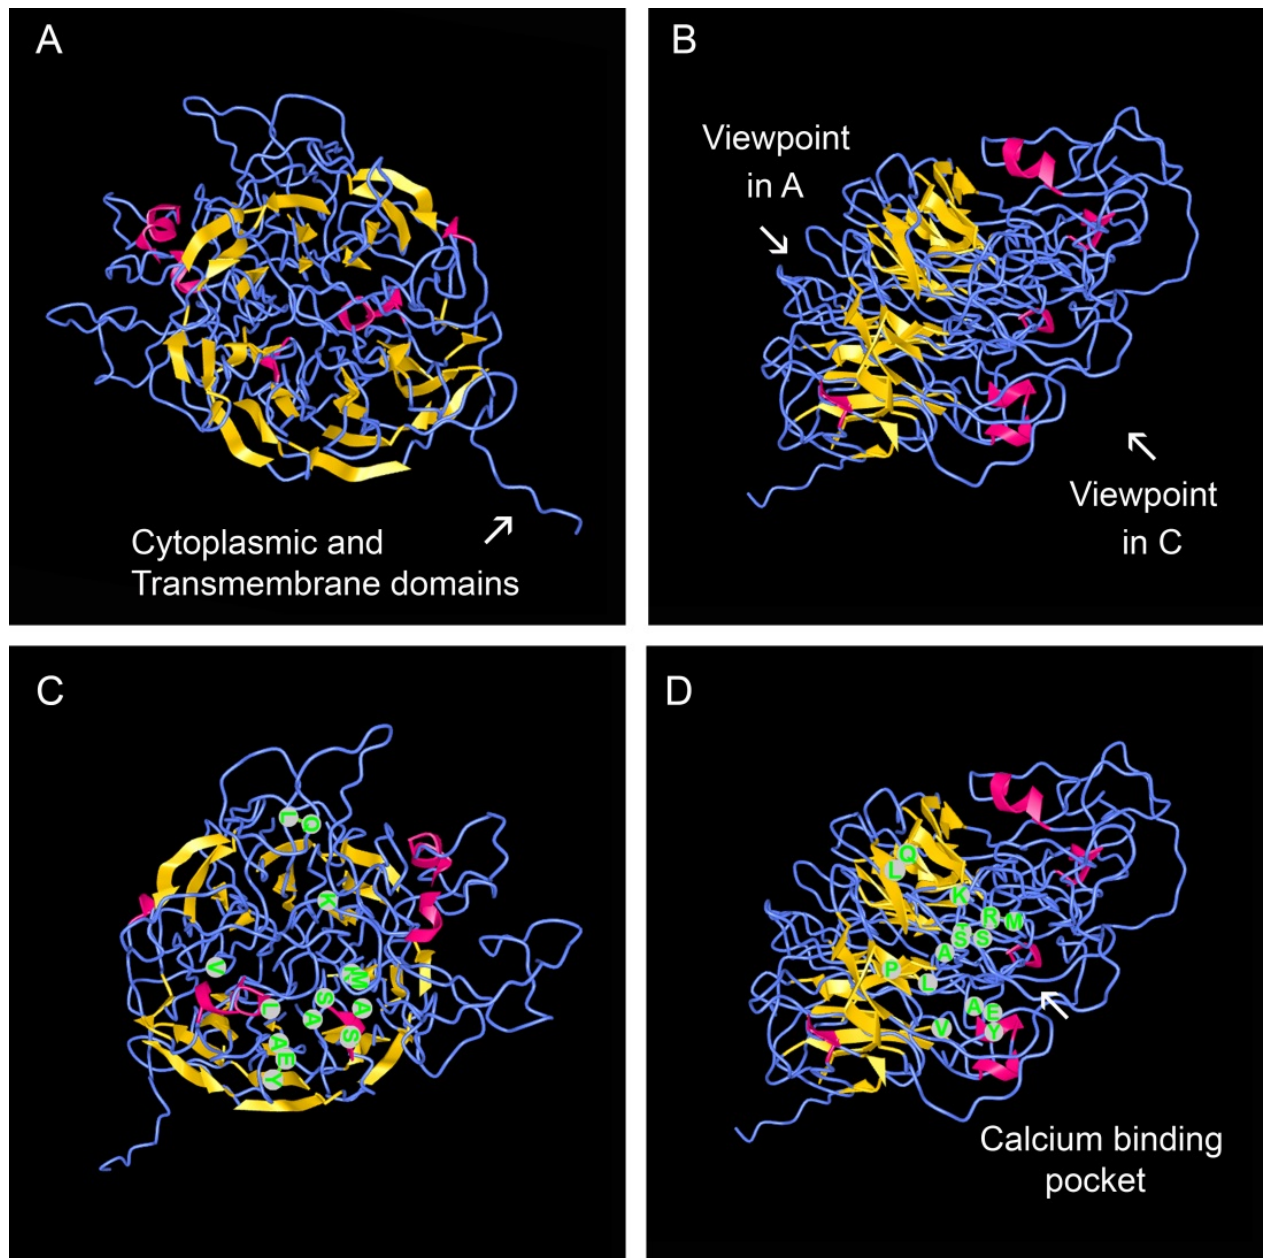 A
Cytoplasmic and
Transmembrane domains
B
Viewpoint
in A
Viewpoint
in C
C
L
Q
K
V
M
S
A
L
A
S
A
E
Y
D
Q
L
K
R
M
S
S
A
P
L
A
E
V
Y
Calcium binding
pocket